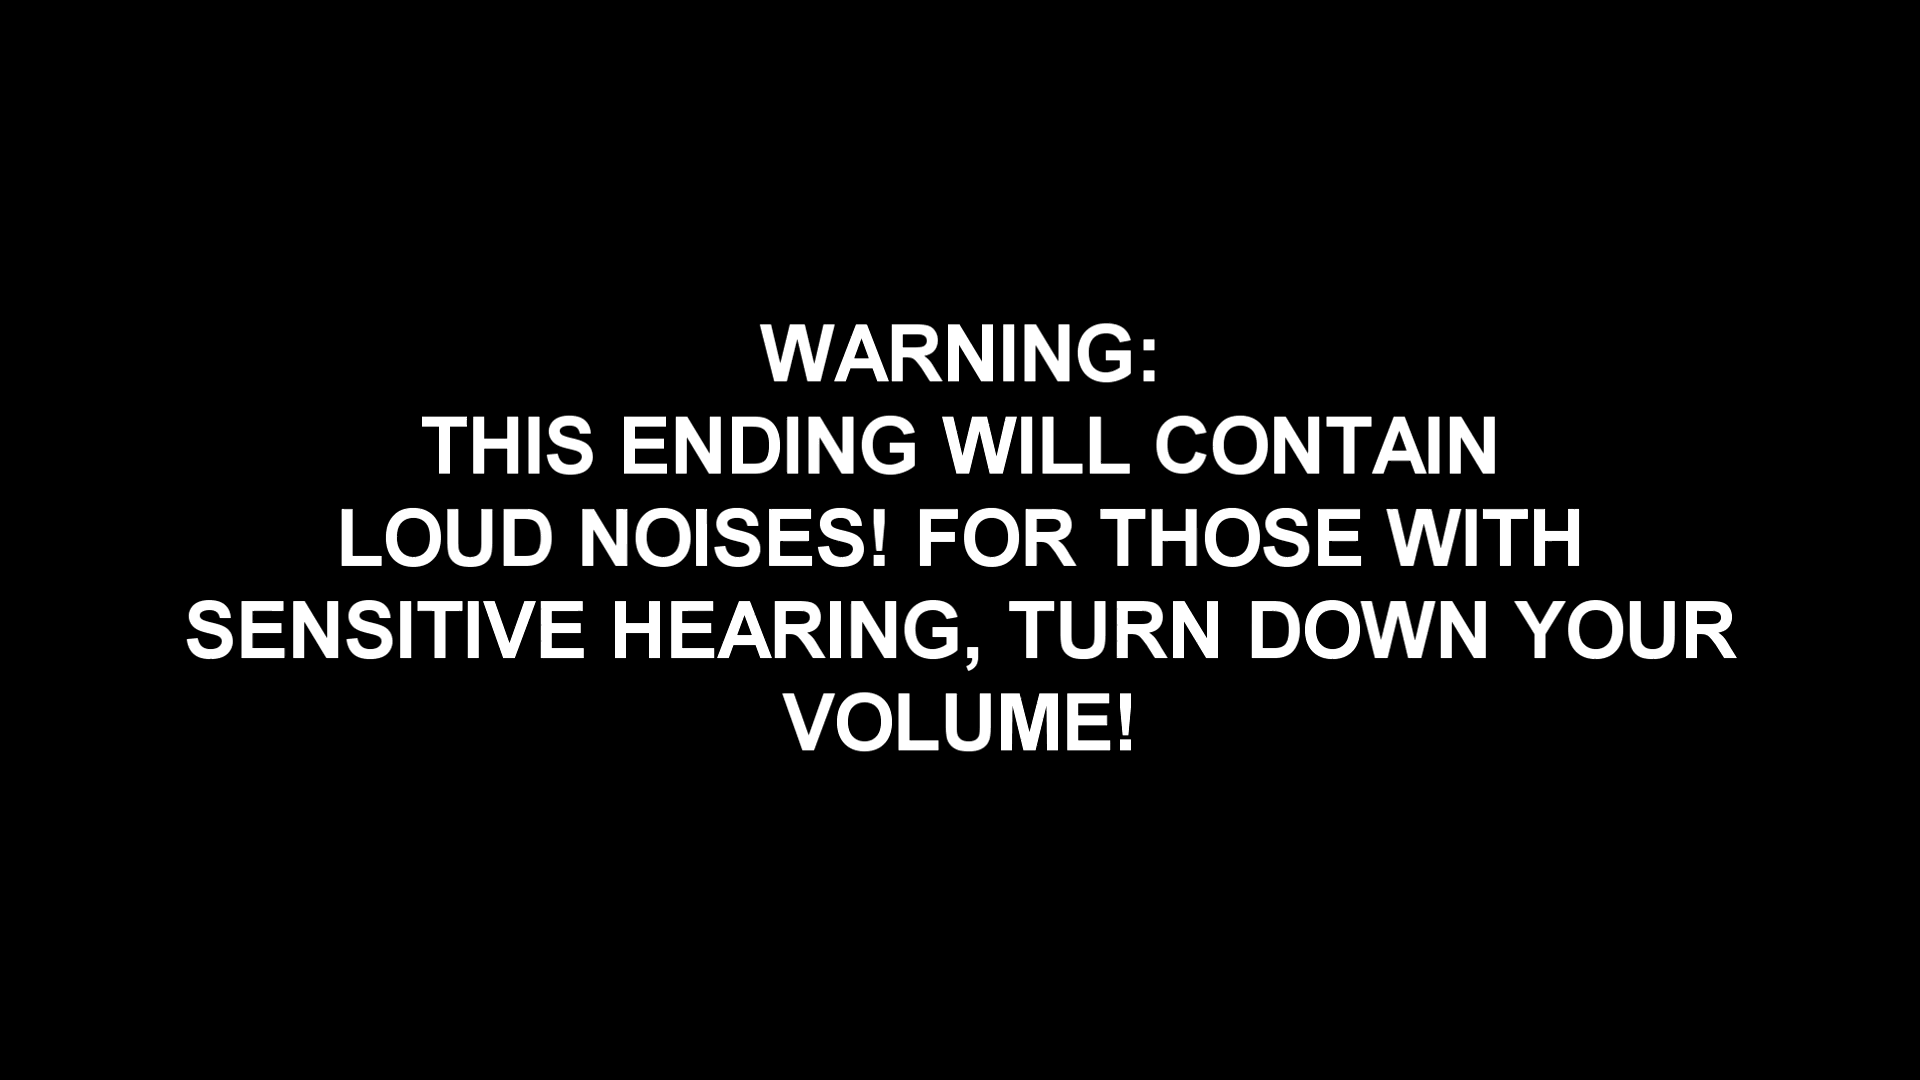 WARNING:
THIS ENDING WILL CONTAIN
LOUD NOISES! FOR THOSE WITH
SENSITIVE HEARING, TURN DOWN YOUR
VOLUME!